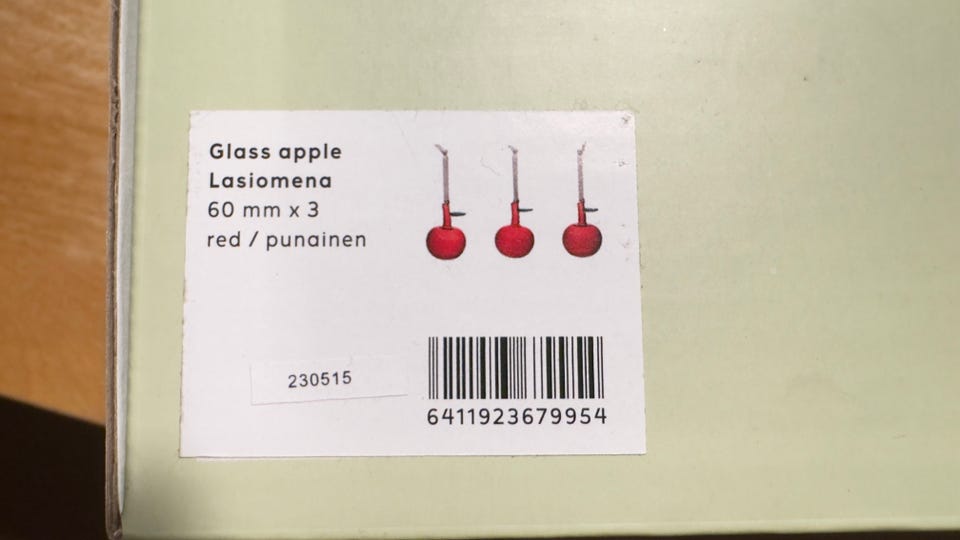 Glass apple
Lasiomena
60 mm x 3
red / punainen
230515
6411923679954